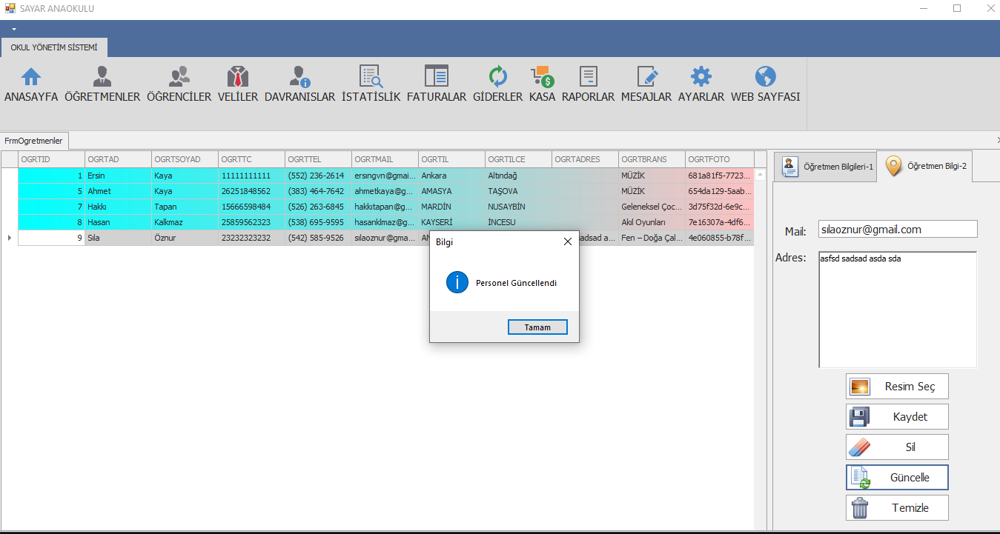 SAYAR ANAOKULU
OKUL YÖNETİM SİSTEMİ
ANASAYFA ÖĞRETMENLER ÖĞRENCİLER VELİLER DAVRANISLAR İSTATİSLİK FATURALAR GİDERLER KASA RAPORLAR MESAJLAR AYARLAR WEB SAYFASI
FrmOgretmenler
OGRTID OGRTAD OGRTSOYAD OGRTTC OGRTTEL OGRTMAIL OGRTIL OGRTILCE OGRTADRES OGRTBRANS OGRTFOTO
1 Ersin Kaya 11111111111 (552) 236-2614 ersıngvn@gmai... Ankara Altındağ MÜZİK 681a81f5-7723...
5 Ahmet Kaya 26251848562 (383) 464-7642 ahmetkaya@g... AMASYA TAŞOVA MÜZİK 654da129-5aab...
7 Hakkı Tapan 15666598484 (526) 263-6845 hakkıtapan@g... MARDİN NUSAYBİN Geleneksel Çoc... 3d75f32d-6e9c...
8 Hasan Kalkmaz 25859562323 (538) 695-9595 hasanklmaz@g... KAYSERİ İNCESU Akıl Oyunları 7e16307a-4df6...
9 Sıla Öznur 23232323232 (542) 585-9526 sılaoznur@gma... sadsad a... Fen – Doğa Çal... 4e060855-b78f...
Bilgi
Personel Güncellendi
Tamam
Öğretmen Bilgileri-1 Öğretmen Bilgi-2
Mail: sılaoznur@gmail.com
Adres: asfsd sadsad asda sda
Resim Seç
Kaydet
Sil
Güncelle
Temizle